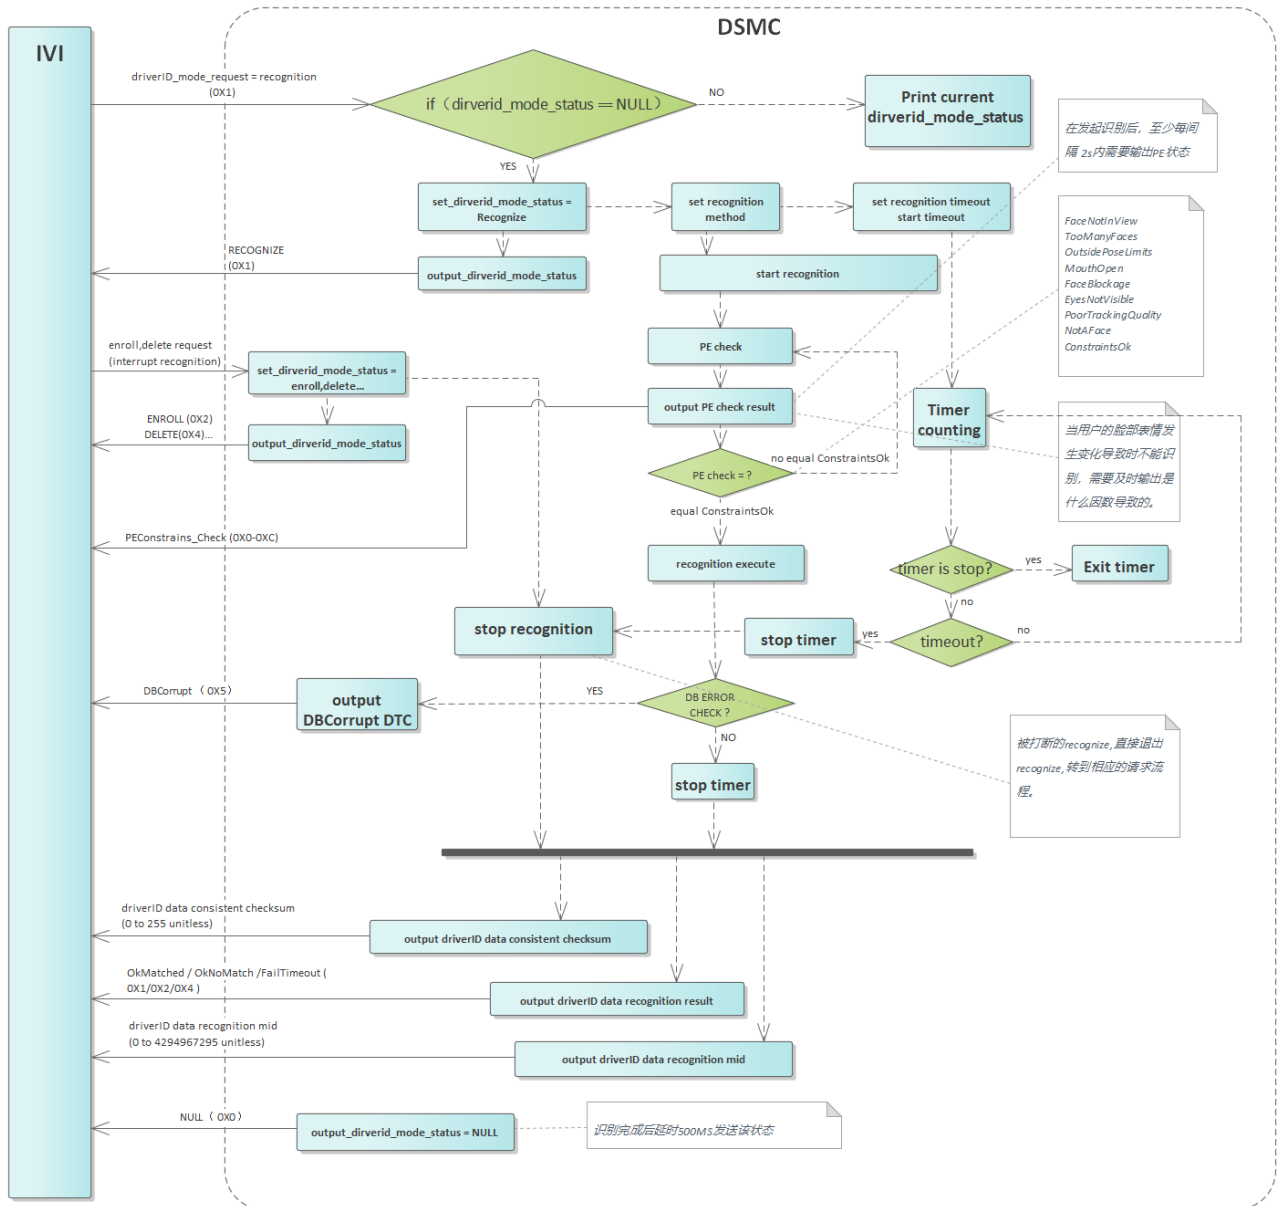 DSMC
IVI
driverID_mode_request = recognition
(0X1)
if（dirverid_mode_status == NULL）
NO
Print current
dirverid_mode_status
在发起识别后，至少每间
隔 2s内需要输出PE 状态
YES
set_dirverid_mode_status =
Recognize
set recognition
method
set recognition timeout
start timeout
FaceNotInView
TooManyFaces
OutsidePoseLimits
MouthOpen
FaceBlockage
EyesNotVisible
PoorTrackingQuality
NotAFace
ConstraintsOk
RECOGNIZE
(0X1)
output_dirverid_mode_status
start recognition
enroll,delete request
(interrupt recognition)
PE check
set_dirverid_mode_status =
enroll,delete...
ENROLL (0X2)
DELETE(0X4)...
output_dirverid_mode_status
output PE check result
Timer
counting
当用户的脸部表情发
生变化导致时不能识
别，需要及时输出是
什么因数导致的。
PE check = ?
no equal ConstraintsOk
equal ConstraintsOk
PEConstrains_Check (0X0-0XC)
recognition execute
timer is stop?
yes
Exit timer
no
stop recognition
stop timer
yes
timeout?
no
DBCorrupt（ 0X5）
output
DBCorrupt DTC
YES
DB ERROR
CHECK ?
NO
stop timer
被打断的recognize,直接退出
recognize,转到相应的请求流
程。
driverID data consistent checksum
(0 to 255 unitless)
output driverID data consistent checksum
OkMatched / OkNoMatch /FailTimeout (
0X1/0X2/0X4 )
output driverID data recognition result
driverID data recognition mid
(0 to 4294967295 unitless)
output driverID data recognition mid
NULL（ 0X0）
output_dirverid_mode_status = NULL
识别完成后延时500MS发送该状态